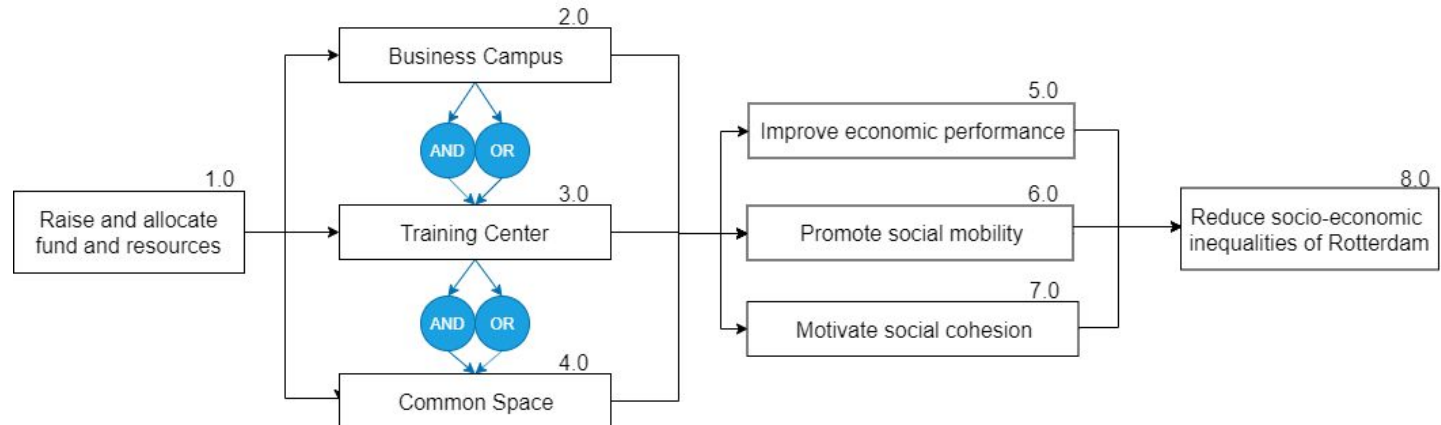 1.0
Raise and allocate
fund and resources
2.0
Business Campus
AND OR
3.0
Training Center
AND OR
4.0
Common Space
5.0
Improve economic performance
6.0
Promote social mobility
7.0
Motivate social cohesion
8.0
Reduce socio-economic
inequalities of Rotterdam